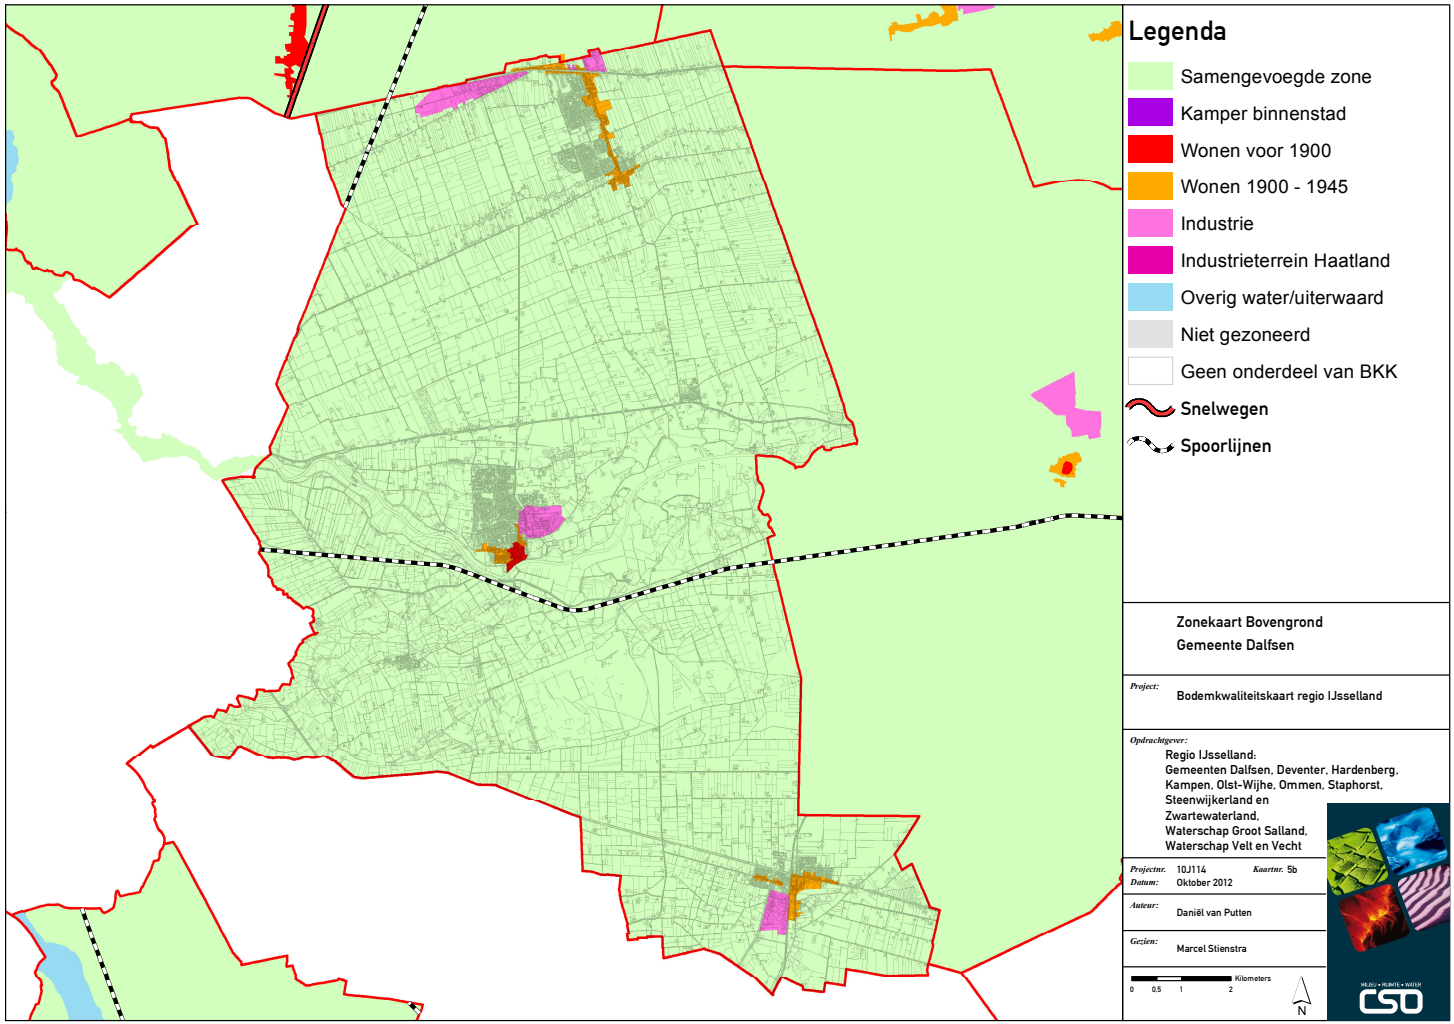 Legenda
Samengevoegde zone
Kamper binnenstad
Wonen voor 1900
Wonen 1900 - 1945
Industrie
Industrieterrein Haatland
Overig water/uiterwaard
Niet gezoneerd
Geen onderdeel van BKK
Snelwegen
Spoorlijnen
Zonekaart Bovengrond
Gemeente Dalfsen
Project:
Bodemkwaliteitskaart regio IJsselland
Opdrachtgever:
Regio IJsselland:
Gemeenten Dalfsen, Deventer, Hardenberg,
Kampen, Olst-Wijhe, Ommen, Staphorst,
Steenwijkerland en
Zwartewaterland,
Waterschap Groot Salland,
Waterschap Velt en Vecht
Projectnr. 10J114 Kaartnr. 5b
Datum: Oktober 2012
Auteur: Daniël van Putten
Gezien: Marcel Stienstra
Kilometers
0 0,5 1 2
N
MILIEU • RUIMTE • WATER
CSO